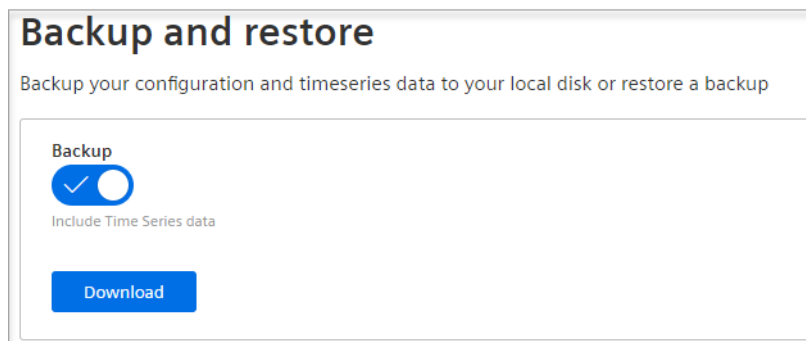 Backup and restore
Backup your configuration and timeseries data to your local disk or restore a backup
Backup
Include Time Series data
Download